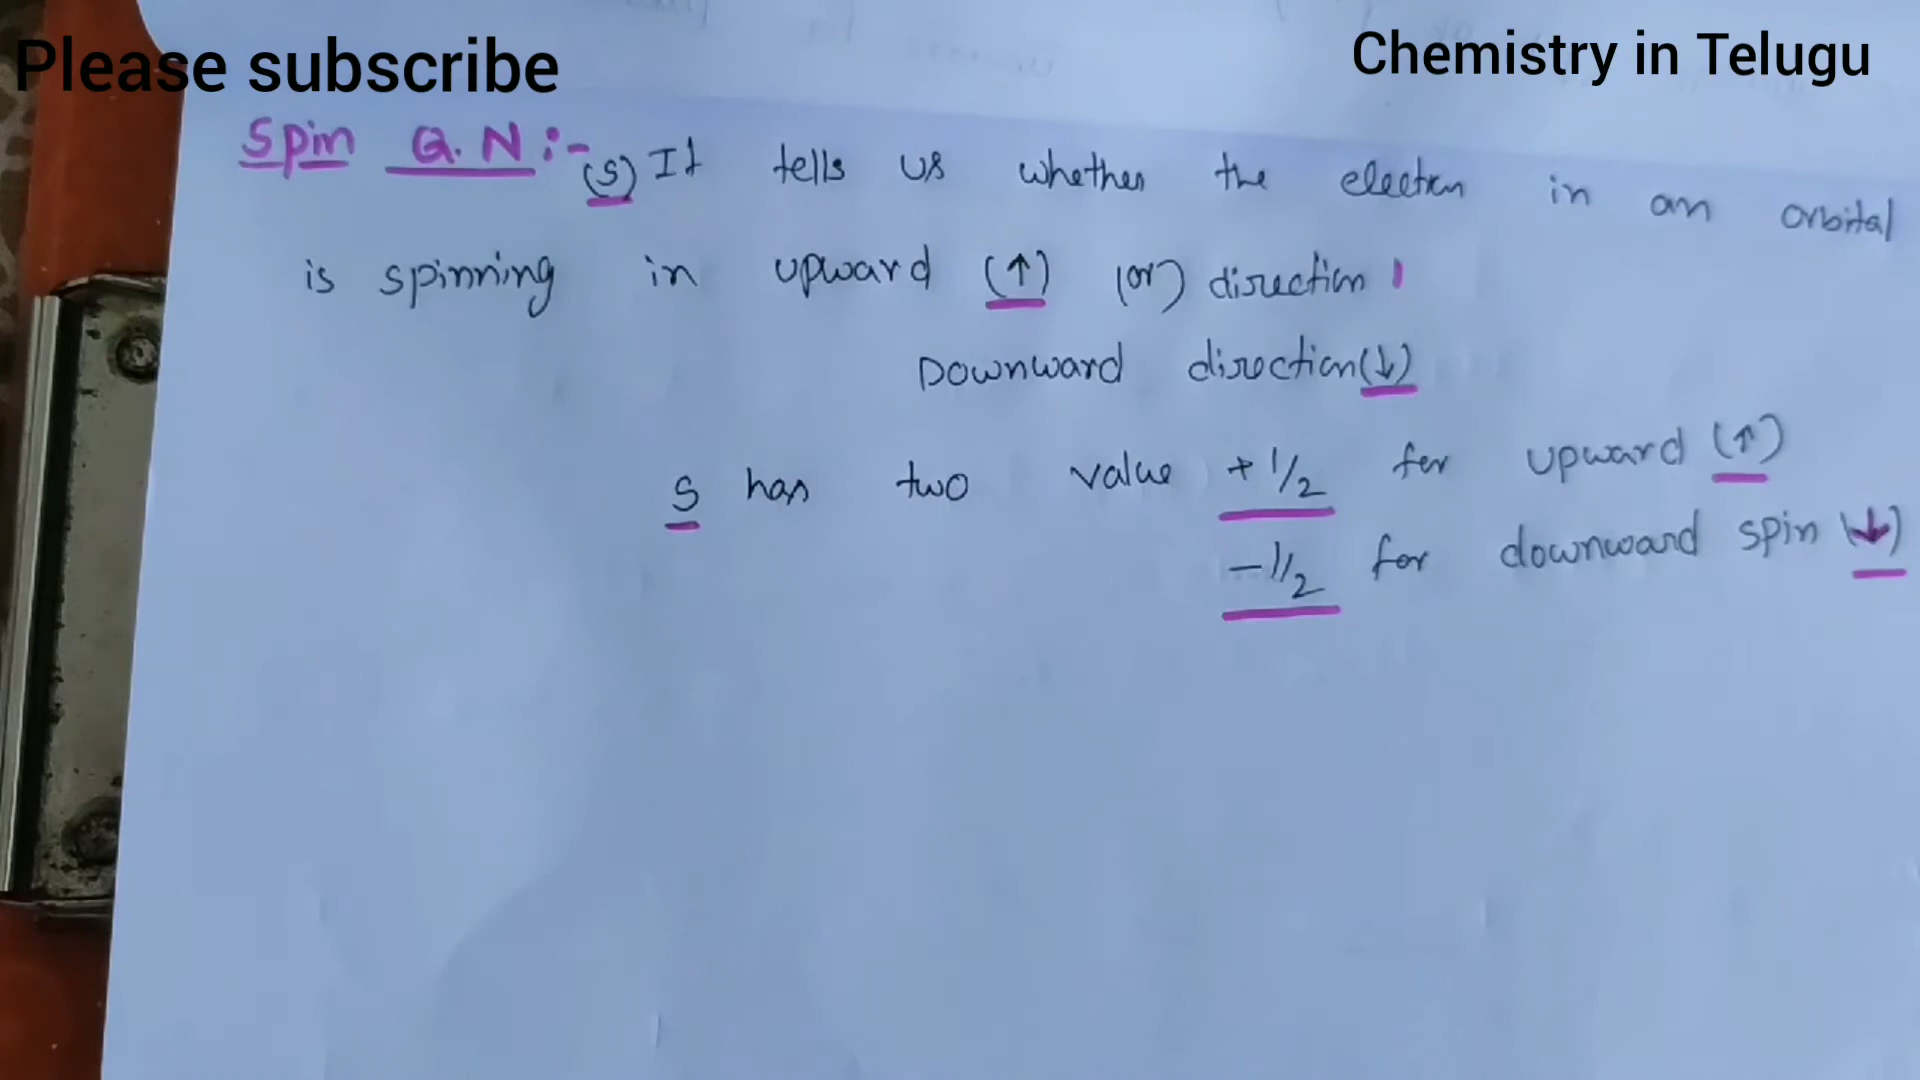 Please subscribe
Chemistry in Telugu
Spin Q.N :- (s) It tells us whether the electron in an orbital
is spinning in upward (↑) (or) direction
Downward direction(↓)
s has two value +1/2 for upward (↑)
-1/2 for downward spin (↓)